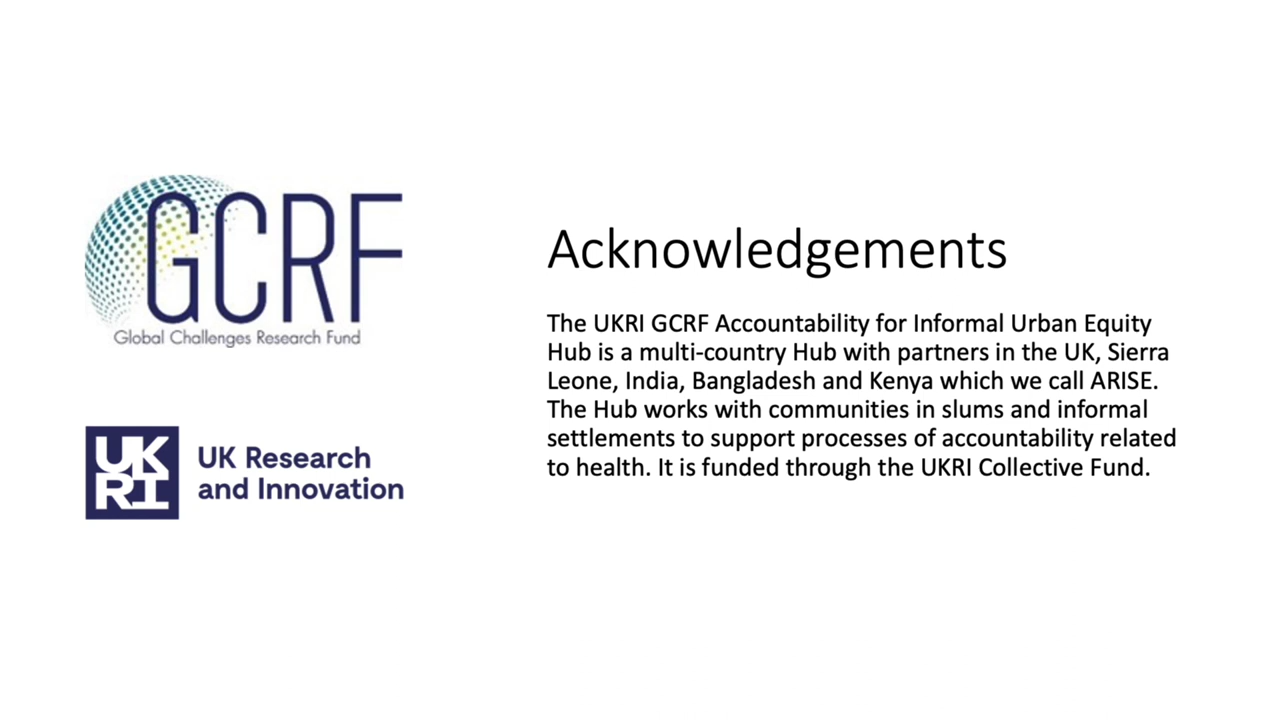 GCRF
Global Challenges Research Fund
UK
RI
UK Research
and Innovation
Acknowledgements
The UKRI GCRF Accountability for Informal Urban Equity
Hub is a multi-country Hub with partners in the UK, Sierra
Leone, India, Bangladesh and Kenya which we call ARISE.
The Hub works with communities in slums and informal
settlements to support processes of accountability related
to health. It is funded through the UKRI Collective Fund.